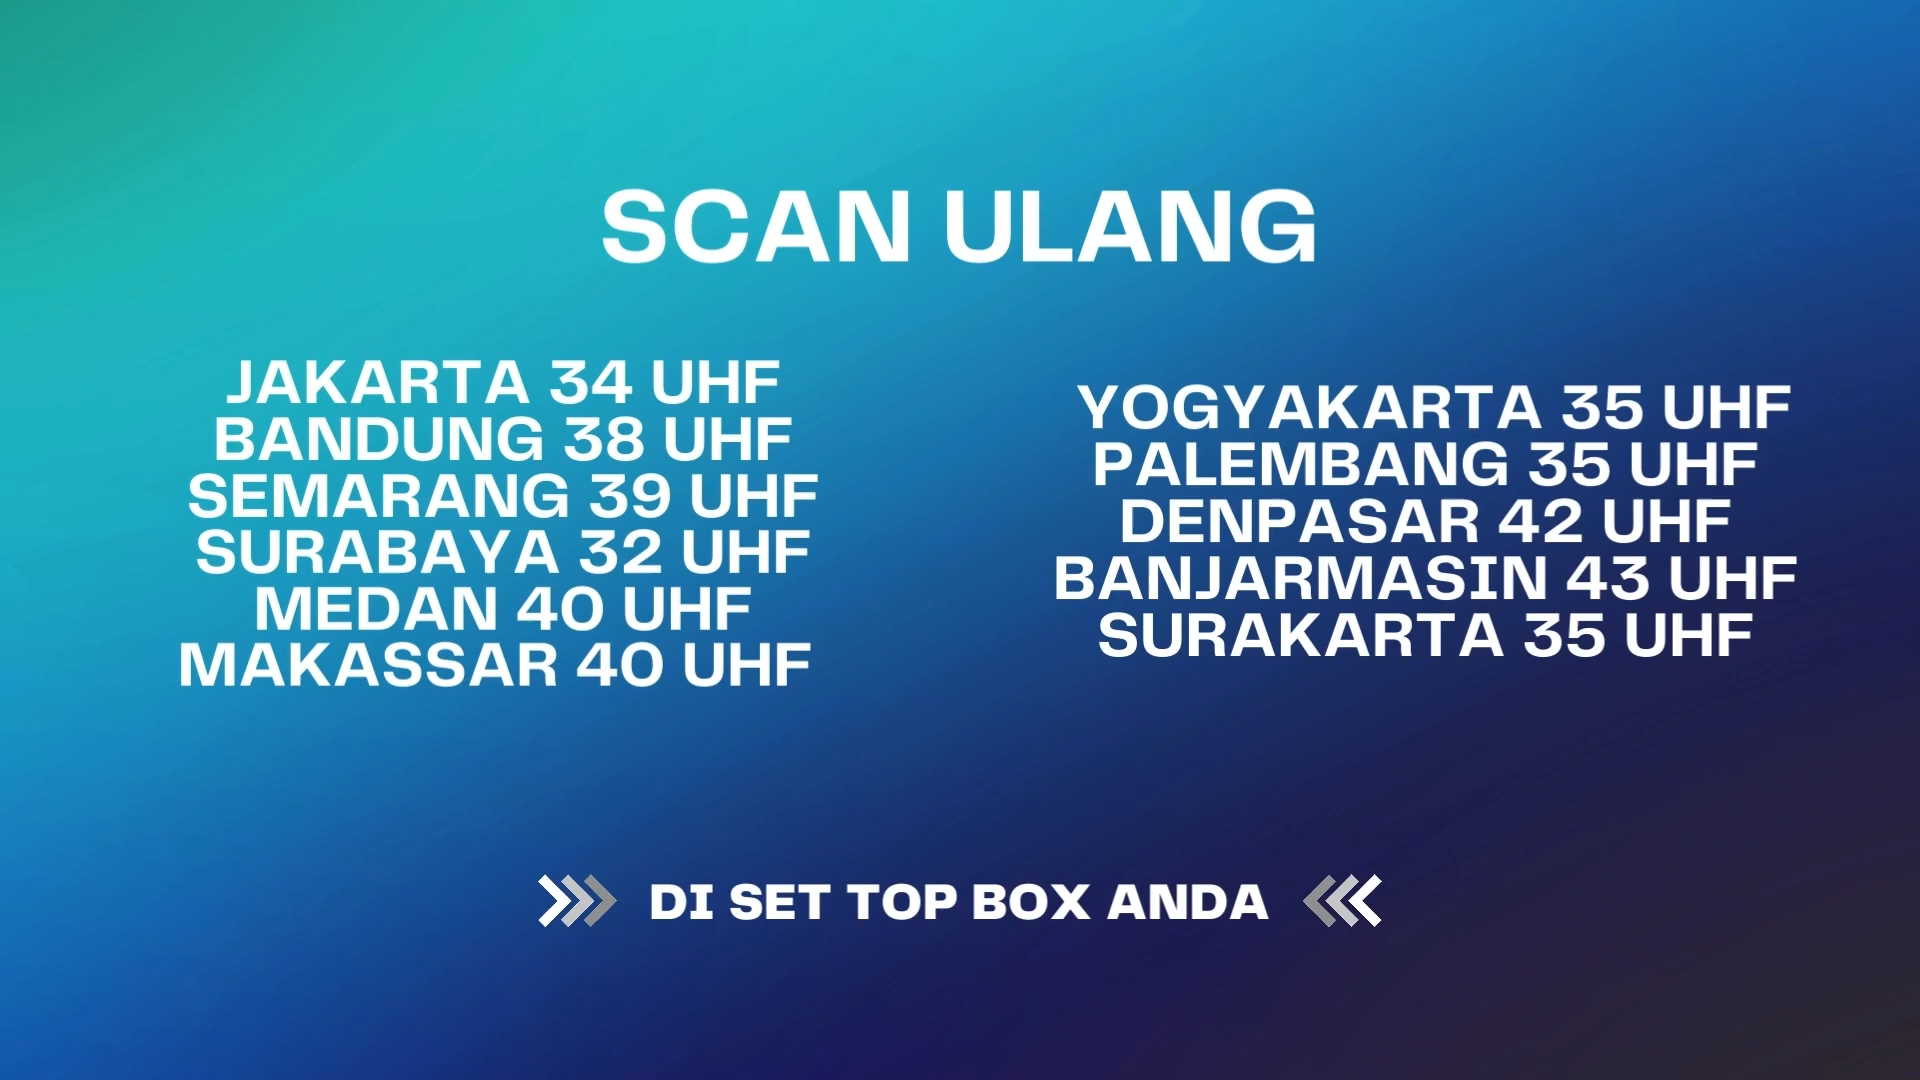 SCAN ULANG
JAKARTA 34 UHF
BANDUNG 38 UHF
SEMARANG 39 UHF
SURABAYA 32 UHF
MEDAN 40 UHF
MAKASSAR 40 UHF
YOGYAKARTA 35 UHF
PALEMBANG 35 UHF
DENPASAR 42 UHF
BANJARMASIN 43 UHF
SURAKARTA 35 UHF
DI SET TOP BOX ANDA